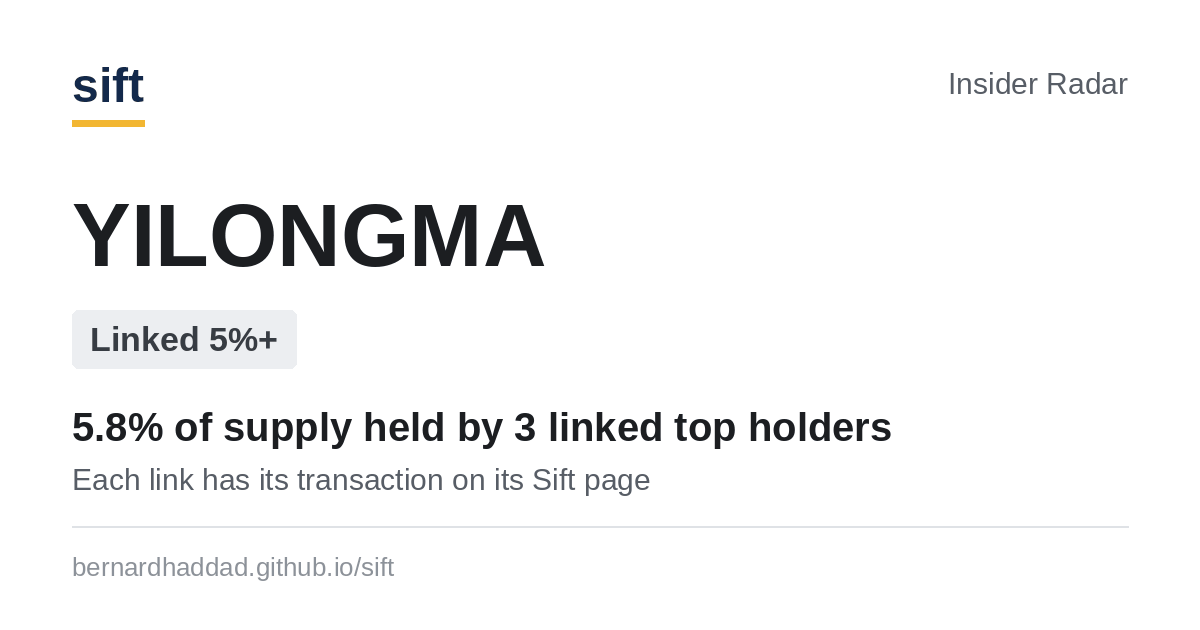 sift
Insider Radar
YILONGMA
Linked 5%+
5.8% of supply held by 3 linked top holders
Each link has its transaction on its Sift page
bernardhaddad.github.io/sift